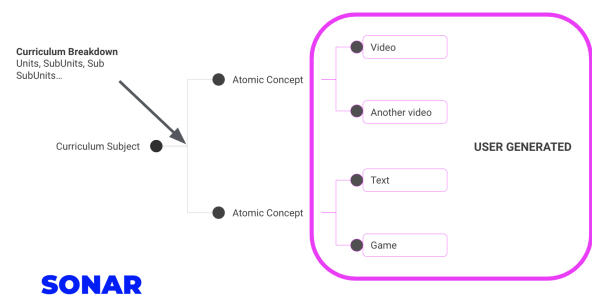 Curriculum Breakdown
Units, SubUnits, Sub
SubUnits...
Curriculum Subject
Atomic Concept
Video
Another video
Atomic Concept
Text
Game
USER GENERATED
SONAR